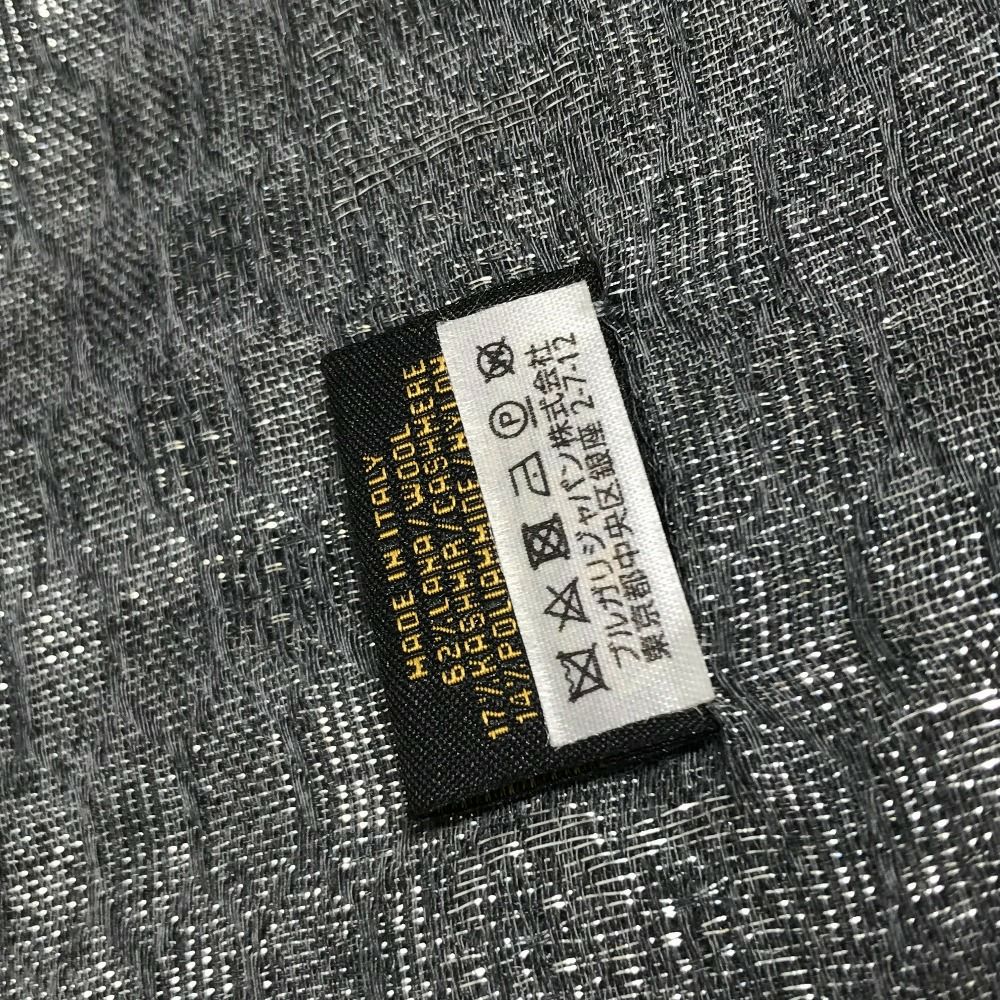 MADE IN ITALY
62%LANA/WOOL
17%KASHMIR/CASHMERE
14%POLIAMMIDE/NYLON
P
ブルガリジャパン株式会社
東京都中央区銀座 2-7-12